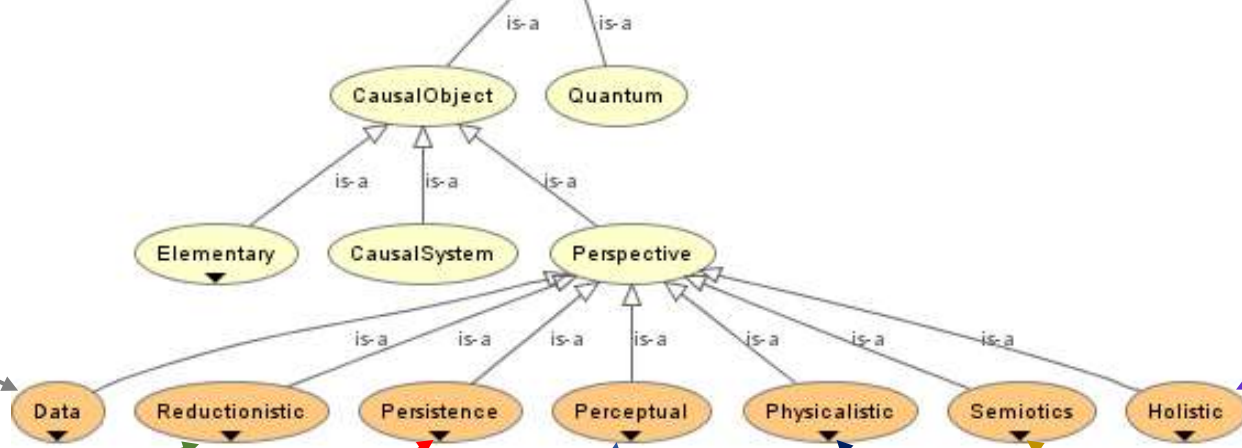 is-a is-a
CausalObject Quantum
is-a is-a is-a
Elementary CausalSystem Perspective
is-a is-a is-a is-a is-a is-a is-a
Data Reductionistic Persistence Perceptual Physicalistic Semiotics Holistic